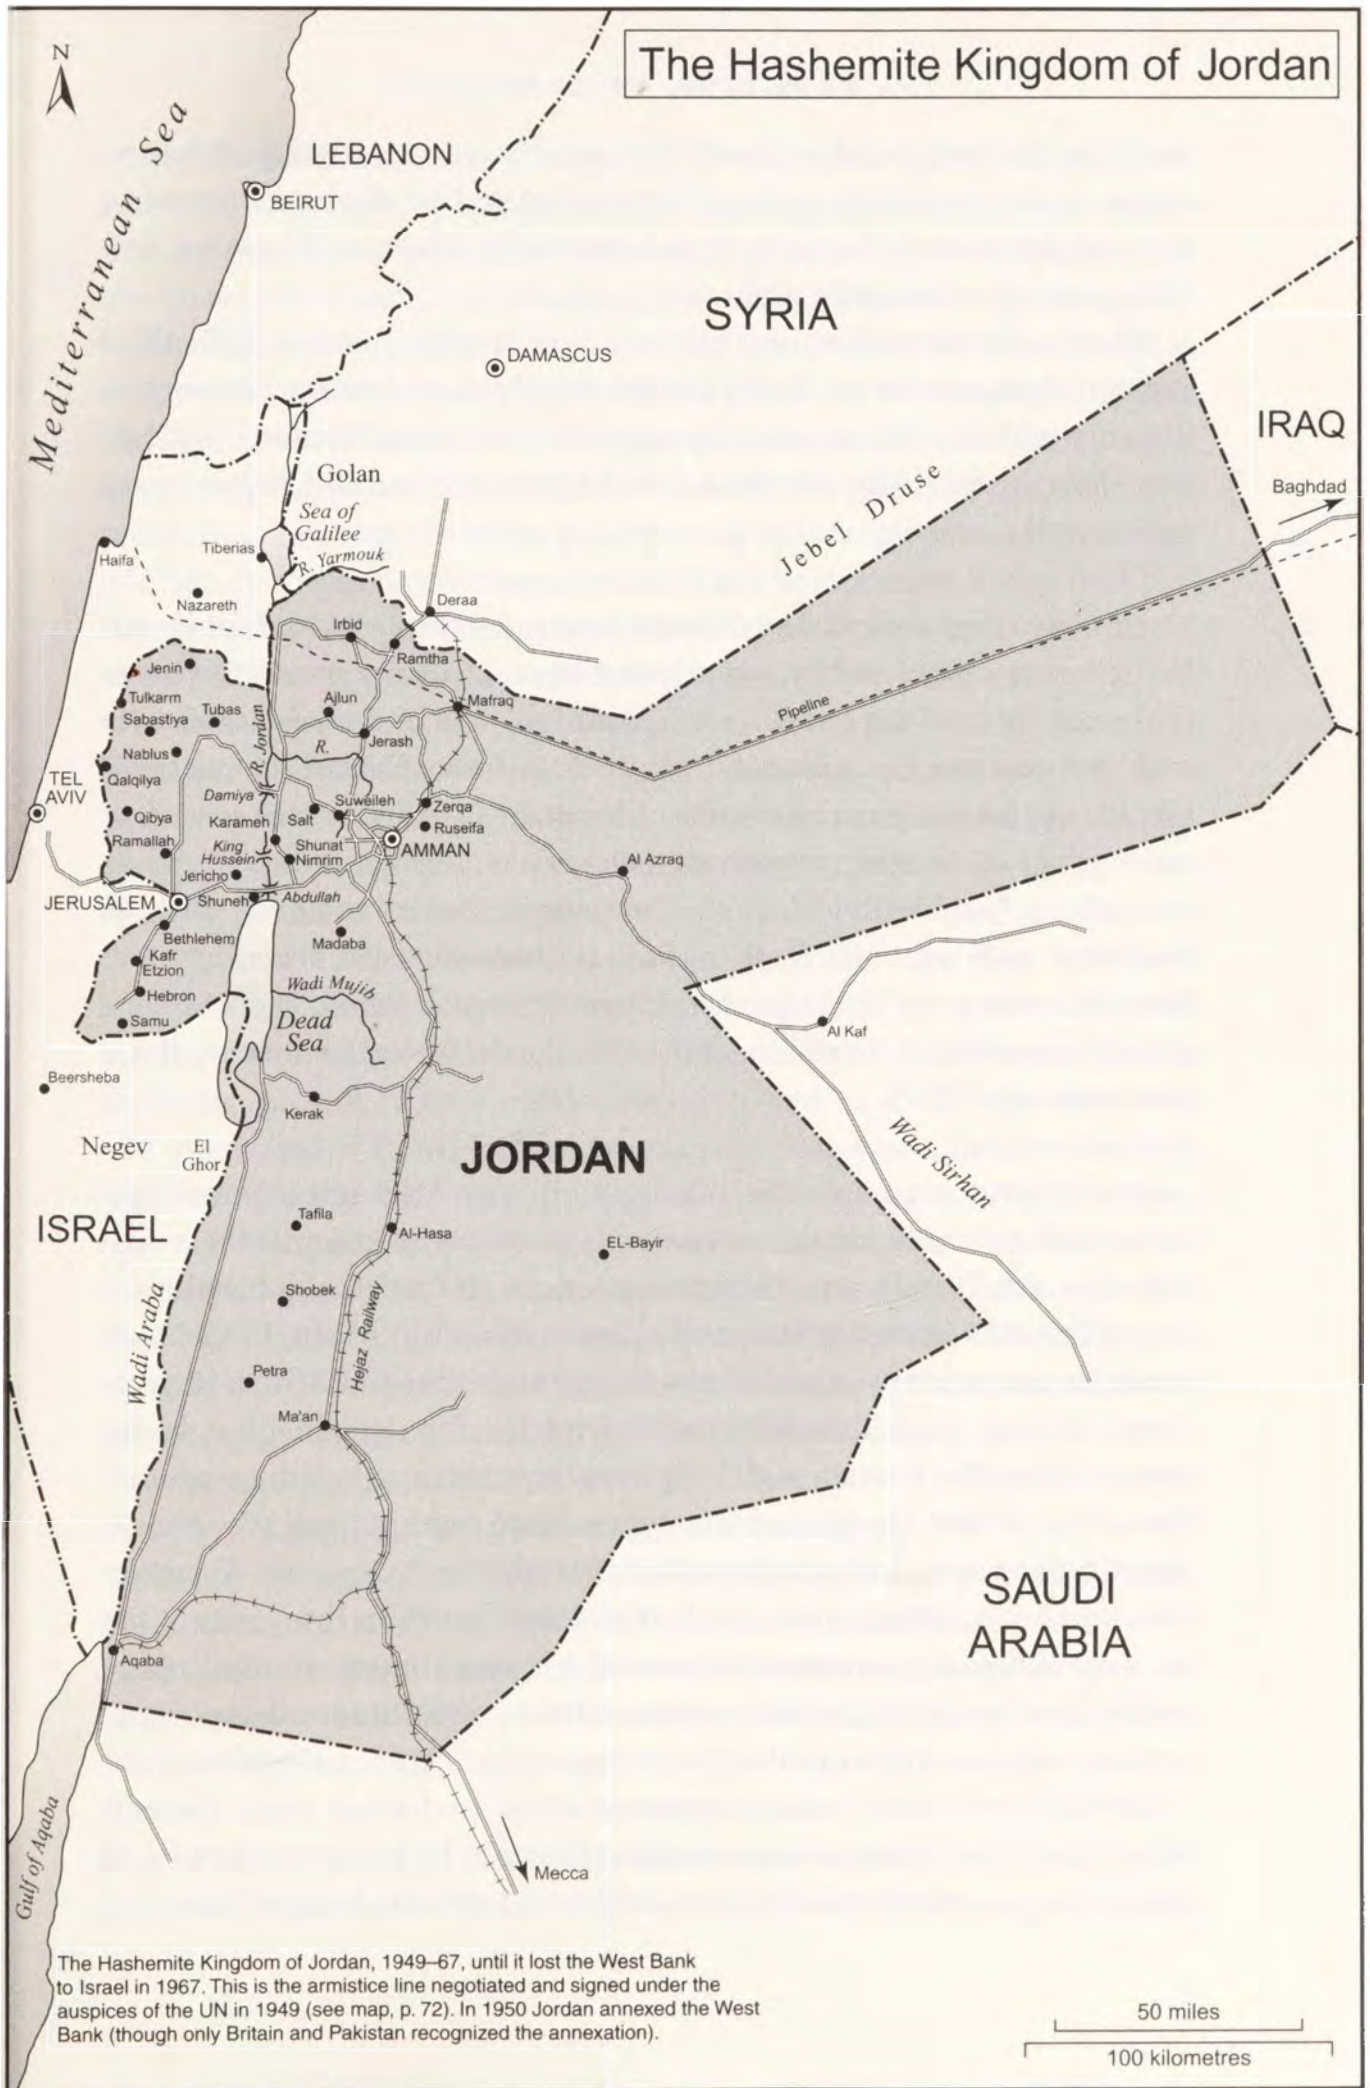 The Hashemite Kingdom of Jordan
N
Mediterranean Sea
LEBANON
BEIRUT
SYRIA
DAMASCUS
IRAQ
Baghdad
Golan
Sea of
Galilee
Jebel Druse
Haifa
Tiberias
R. Yarmouk
Nazareth
Deraa
Irbid
Ramtha
Jenin
Tulkarm
Sabastiya
Tubas
Ajlun
Mafraq
Pipeline
R. Jordan
Nablus
R.
Jerash
TEL
AVIV
Qalqilya
Damiya
Suweileh
Zerqa
Qibya
Karameh
Salt
Ruseifa
Ramallah
King
Hussein
Shunat
Nimrim
AMMAN
Jericho
Al Azraq
JERUSALEM
Shuneh
Abdullah
Bethlehem
Madaba
Kafr
Etzion
Hebron
Wadi Mujib
Samu
Dead
Sea
Al Kaf
Beersheba
Kerak
Negev
El
Ghor
JORDAN
Wadi Sirhan
ISRAEL
Tafila
Al-Hasa
EL-Bayir
Shobek
Wadi Araba
Hejaz Railway
Petra
Ma'an
SAUDI
ARABIA
Aqaba
Gulf of Aqaba
Mecca
The Hashemite Kingdom of Jordan, 1949–67, until it lost the West Bank
to Israel in 1967. This is the armistice line negotiated and signed under the
auspices of the UN in 1949 (see map, p. 72). In 1950 Jordan annexed the West
Bank (though only Britain and Pakistan recognized the annexation).
50 miles
100 kilometres